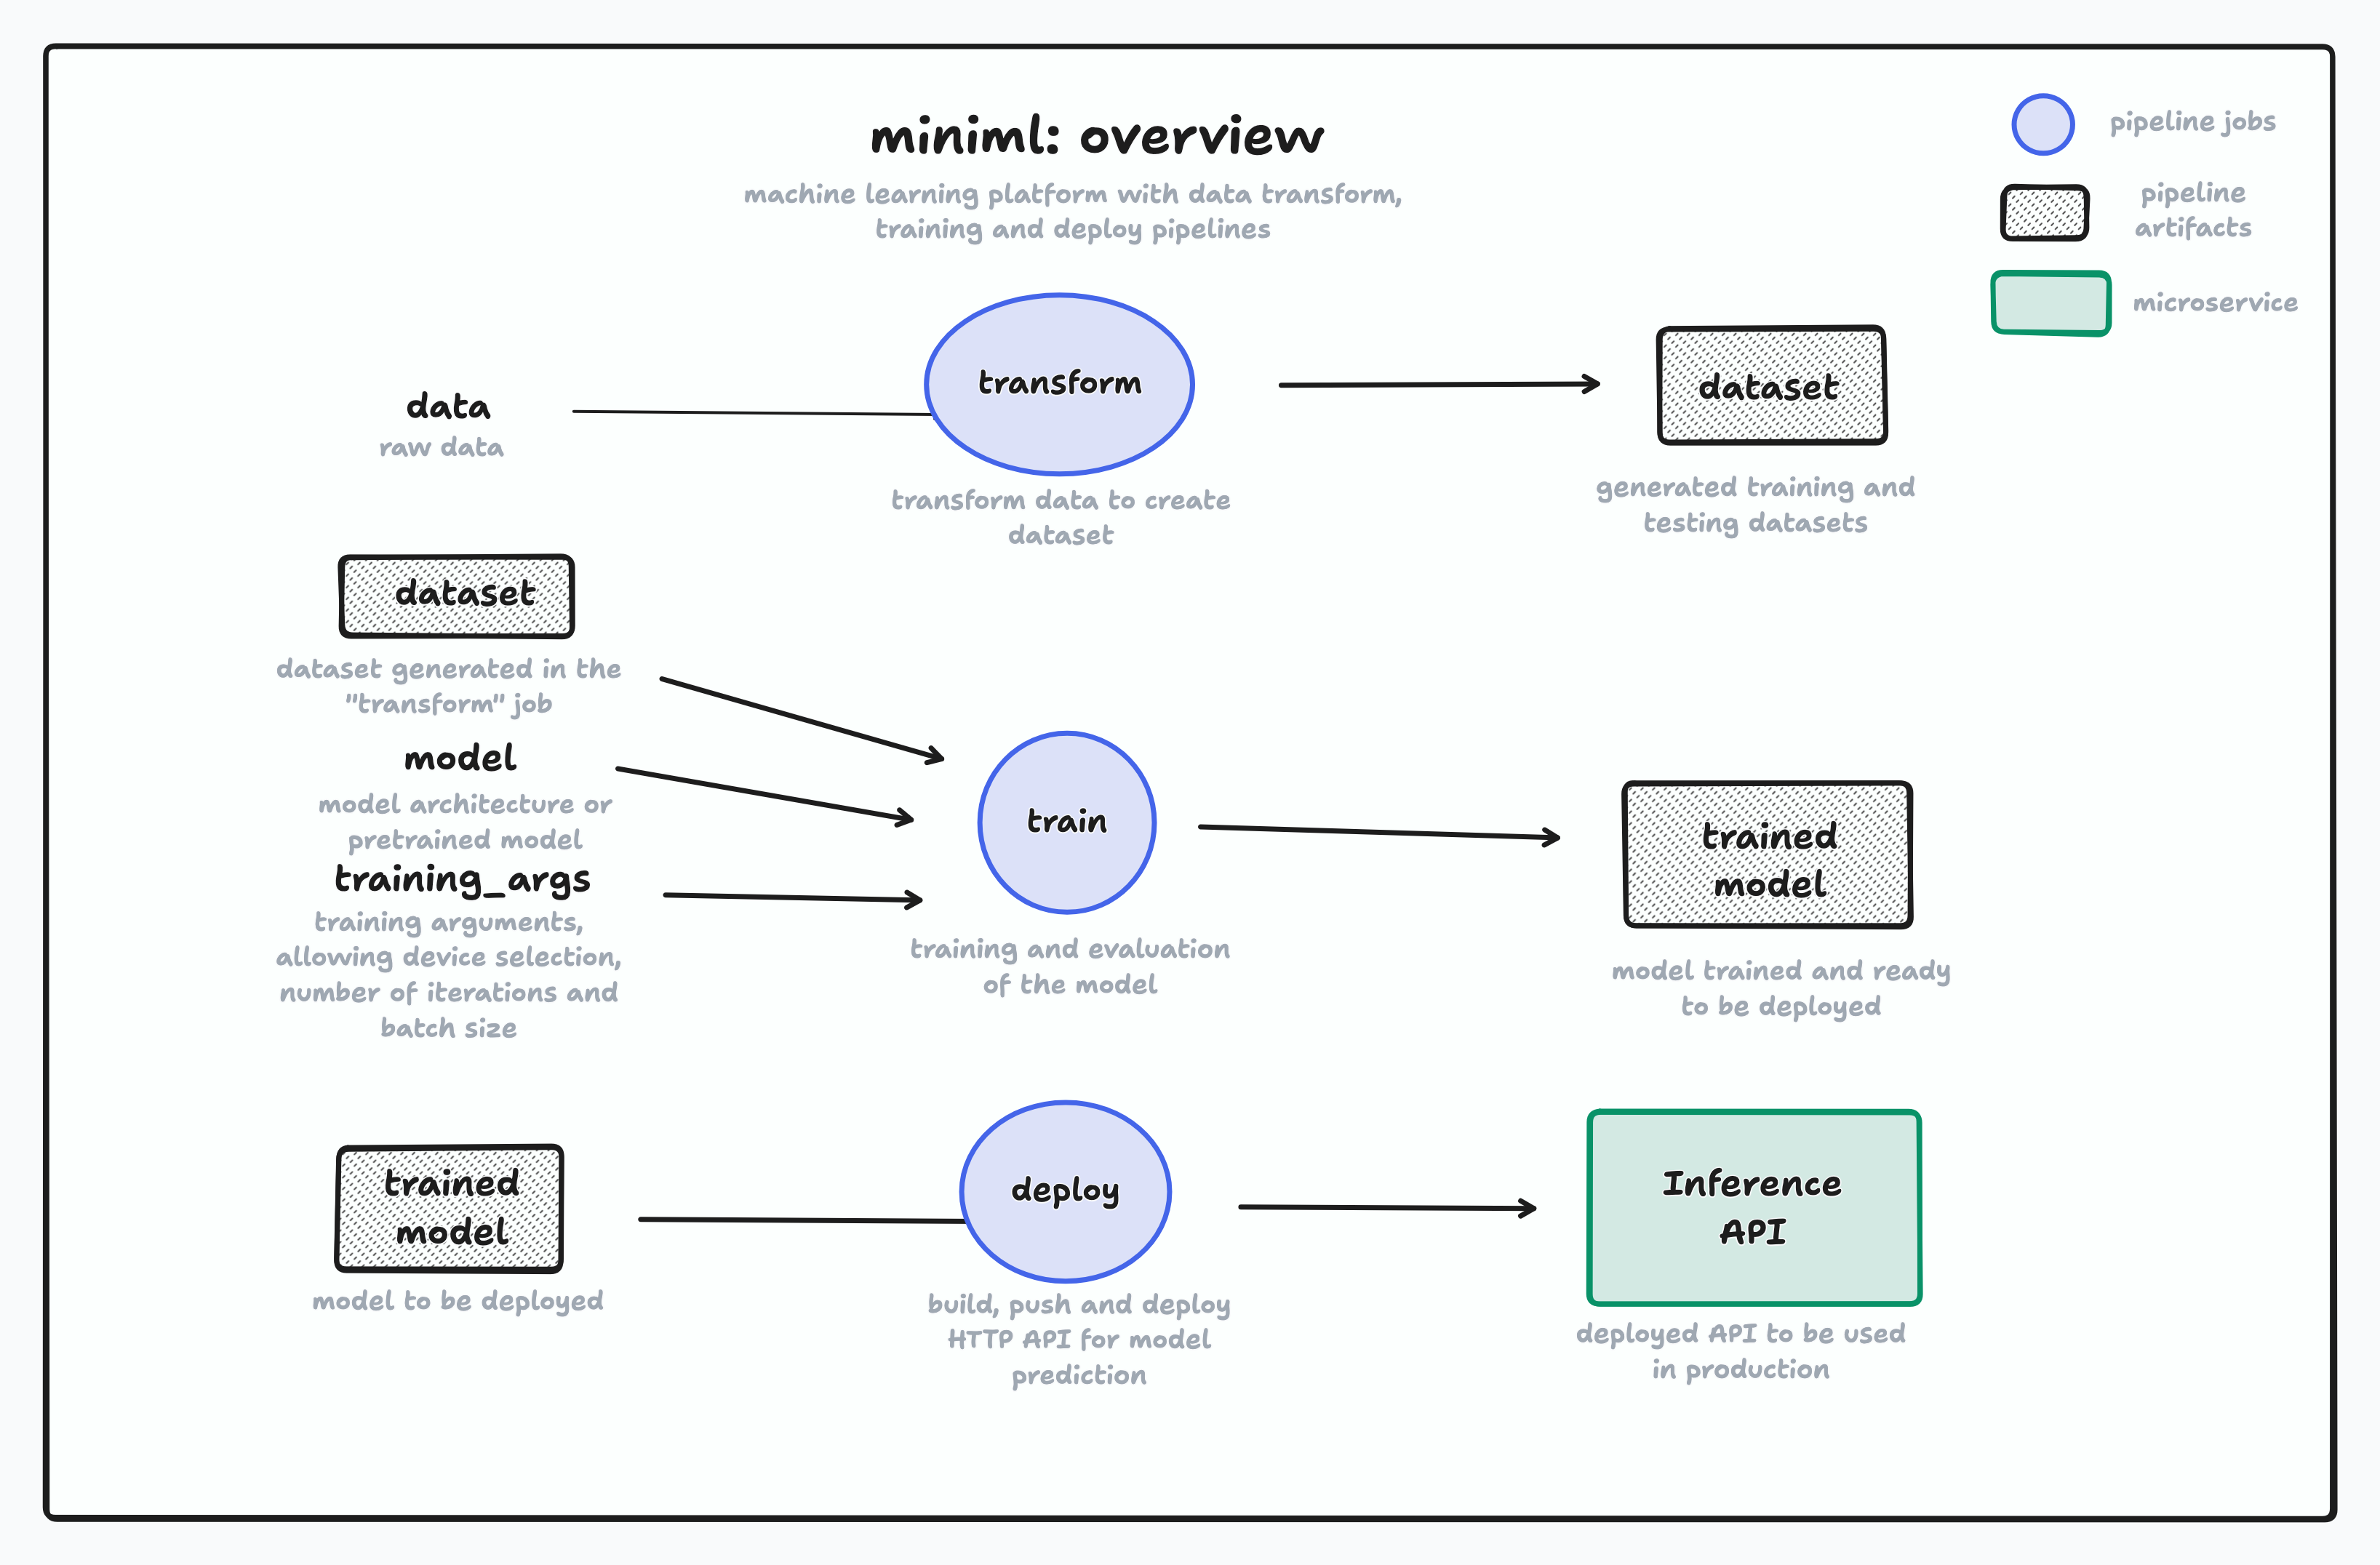 miniml: overview
machine learning platform with data transform,
training and deploy pipelines
pipeline jobs
pipeline
artifacts
microservice
data
raw data
transform
transform data to create
dataset
dataset
generated training and
testing datasets
dataset
dataset generated in the
"transform" job
model
model architecture or
pretrained model
training_args
training arguments,
allowing device selection,
number of iterations and
batch size
train
training and evaluation
of the model
trained
model
model trained and ready
to be deployed
trained
model
model to be deployed
deploy
build, push and deploy
HTTP API for model
prediction
Inference
API
deployed API to be used
in production